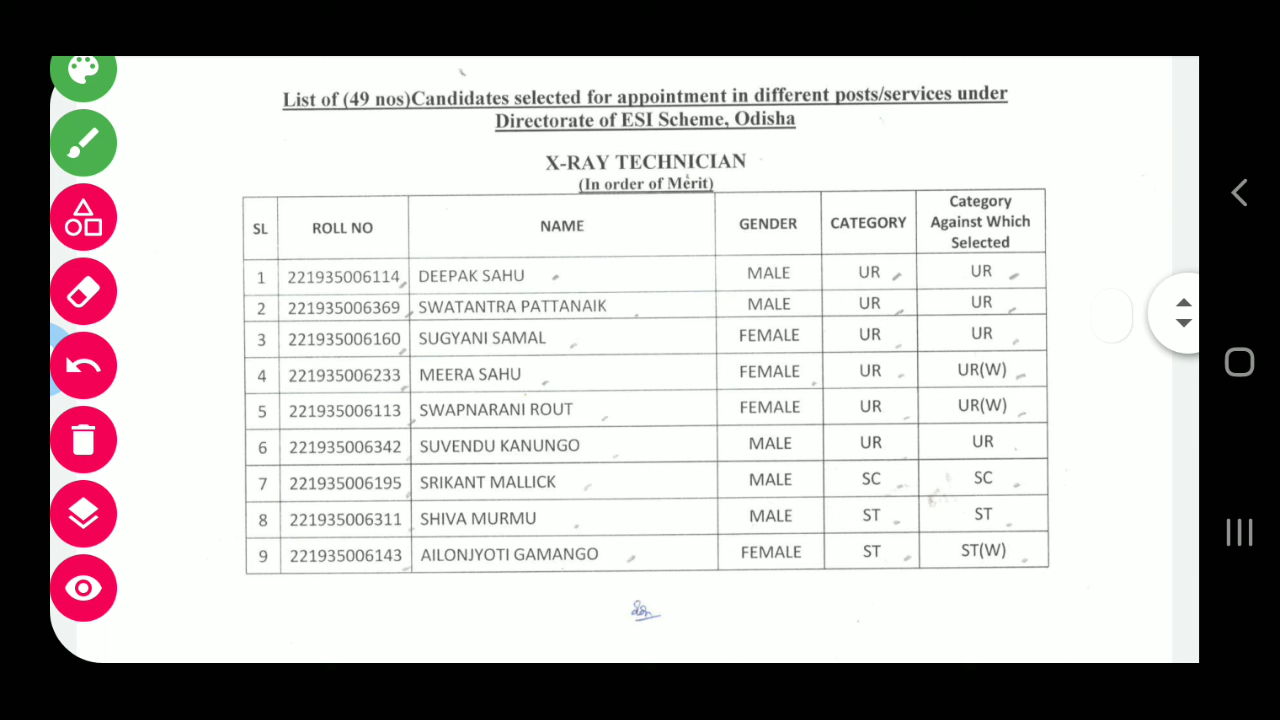 List of (49 nos)Candidates selected for appointment in different posts/services under
Directorate of ESI Scheme, Odisha
X-RAY TECHNICIAN
(In order of Merit)
SL ROLL NO NAME GENDER CATEGORY Category Against Which Selected
1 221935006114 DEEPAK SAHU MALE UR UR
2 221935006369 SWATANTRA PATTANAIK MALE UR UR
3 221935006160 SUGYANI SAMAL FEMALE UR UR
4 221935006233 MEERA SAHU FEMALE UR UR(W)
5 221935006113 SWAPNARANI ROUT FEMALE UR UR(W)
6 221935006342 SUVENDU KANUNGO MALE UR UR
7 221935006195 SRIKANT MALLICK MALE SC SC
8 221935006311 SHIVA MURMU MALE ST ST
9 221935006143 AILONJYOTI GAMANGO FEMALE ST ST(W)